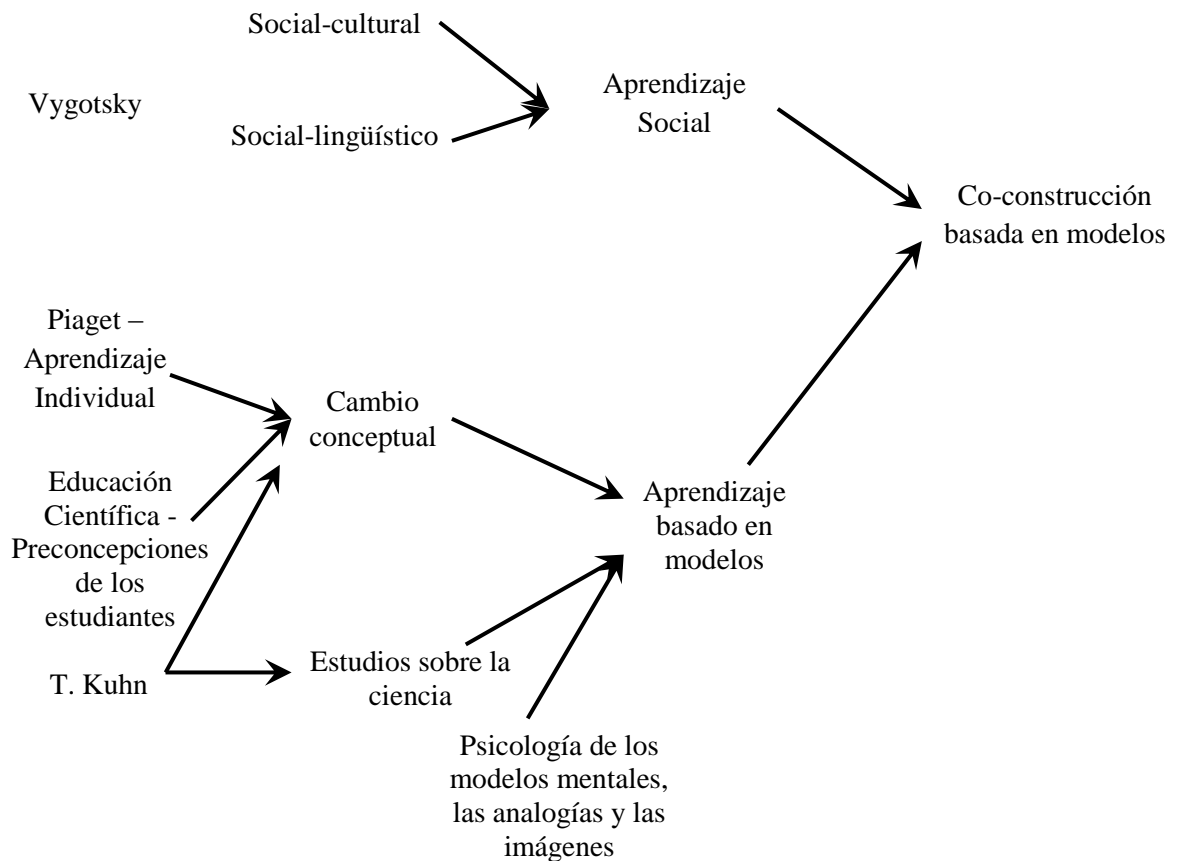 Social-cultural
Vygotsky
Social-lingüístico
Aprendizaje
Social
Co-construcción
basada en modelos
Piaget –
Aprendizaje
Individual
Cambio
conceptual
Educación
Científica -
Preconcepciones
de los
estudiantes
Aprendizaje
basado en
modelos
T. Kuhn
Estudios sobre la
ciencia
Psicología de los
modelos mentales,
las analogías y las
imágenes